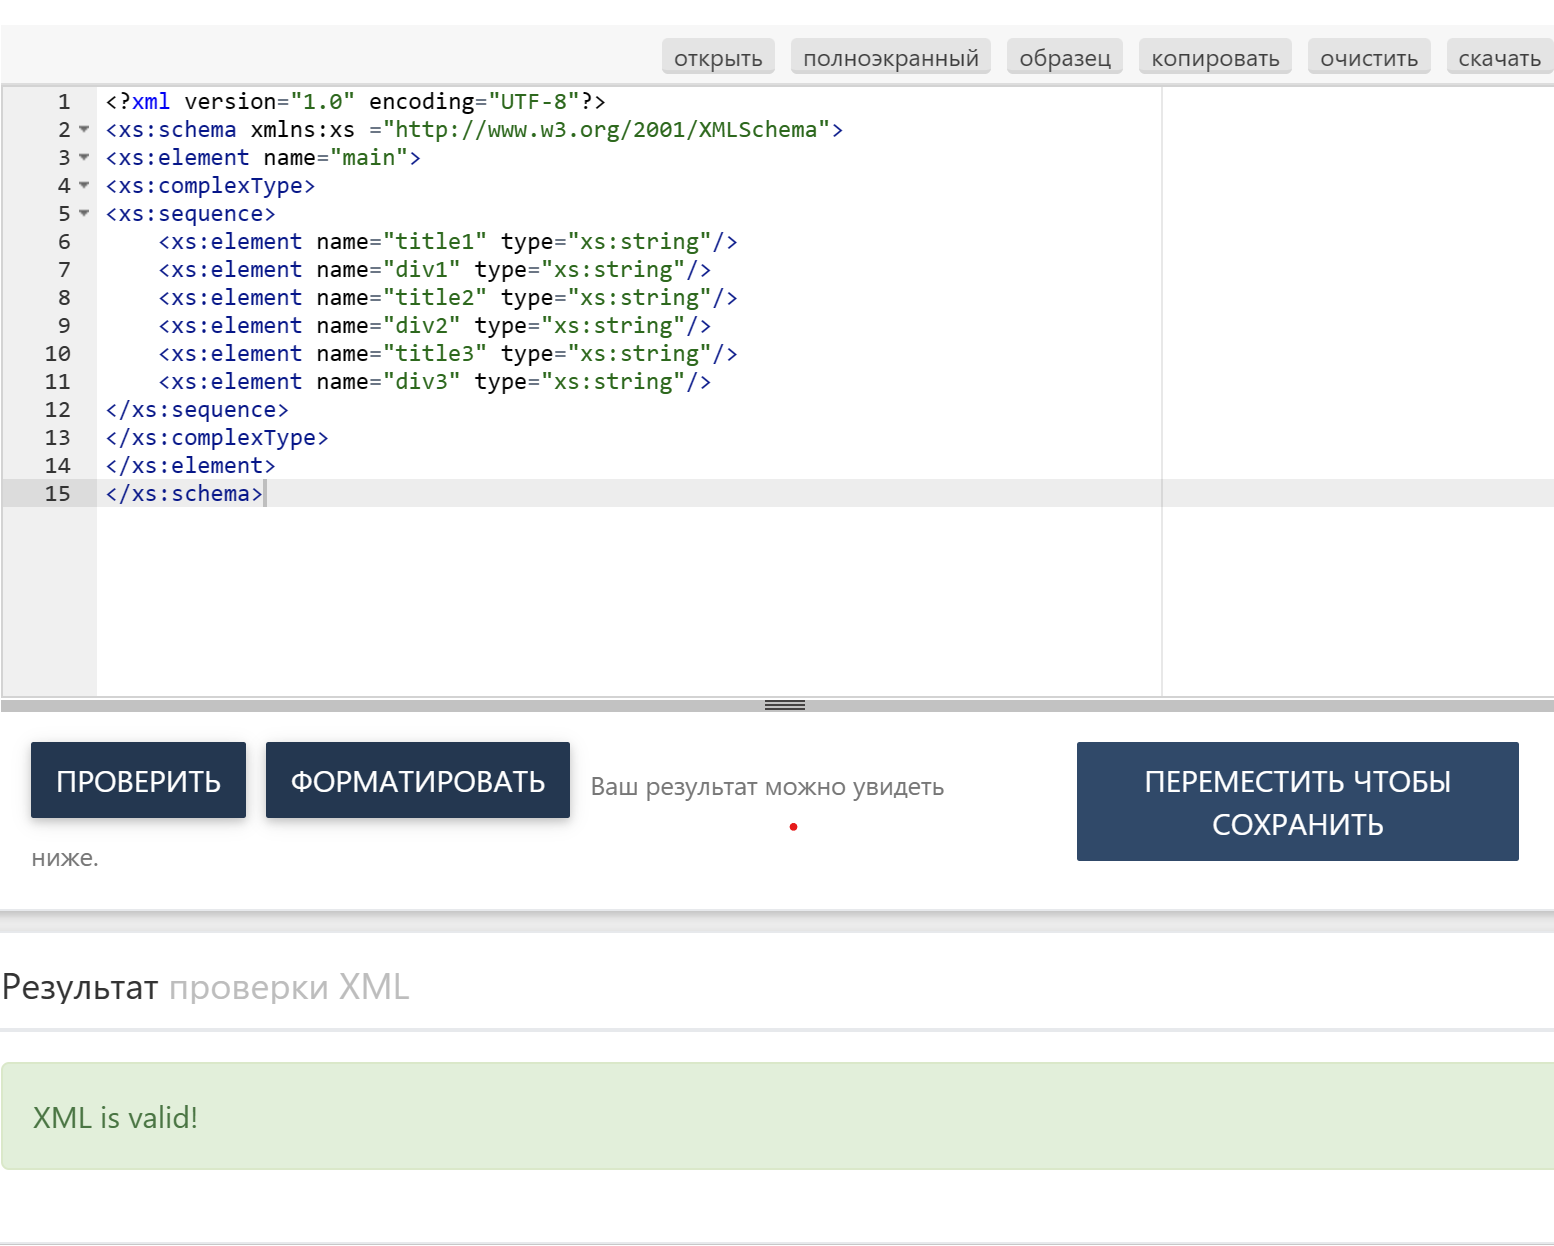 открыть полноэкранный образец копировать очистить скачать
1 <?xml version="1.0" encoding="UTF-8"?>
2 <xs:schema xmlns:xs ="http://www.w3.org/2001/XMLSchema">
3 <xs:element name="main">
4 <xs:complexType>
5 <xs:sequence>
6     <xs:element name="title1" type="xs:string"/>
7     <xs:element name="div1" type="xs:string"/>
8     <xs:element name="title2" type="xs:string"/>
9     <xs:element name="div2" type="xs:string"/>
10     <xs:element name="title3" type="xs:string"/>
11     <xs:element name="div3" type="xs:string"/>
12 </xs:sequence>
13 </xs:complexType>
14 </xs:element>
15 </xs:schema>
ПРОВЕРИТЬ ФОРМАТИРОВАТЬ Ваш результат можно увидеть
ниже.
ПЕРЕМЕСТИТЬ ЧТОБЫ
СОХРАНИТЬ
Результат проверки XML
XML is valid!